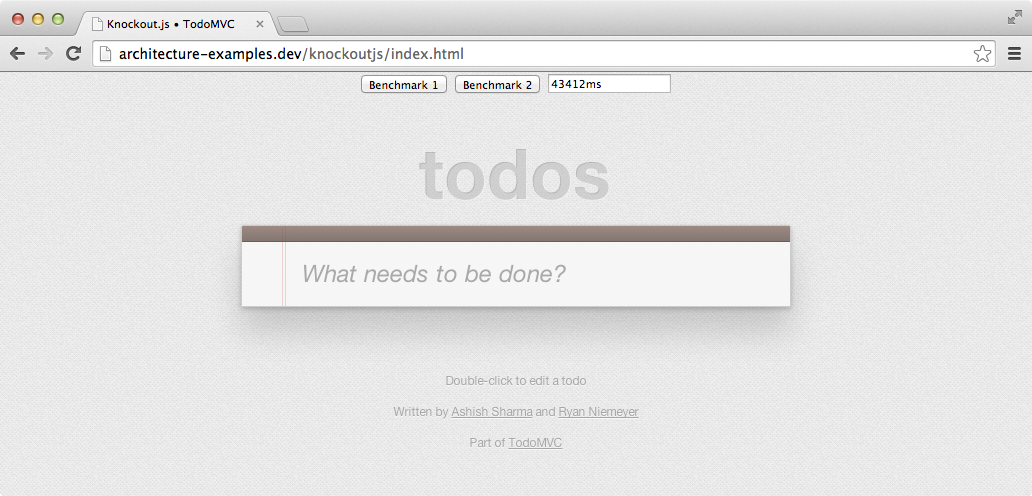 Knockout.js • TodoMVC
architecture-examples.dev/knockoutjs/index.html
Benchmark 1 Benchmark 2 43412ms
todos
What needs to be done?
Double-click to edit a todo
Written by Ashish Sharma and Ryan Niemeyer
Part of TodoMVC